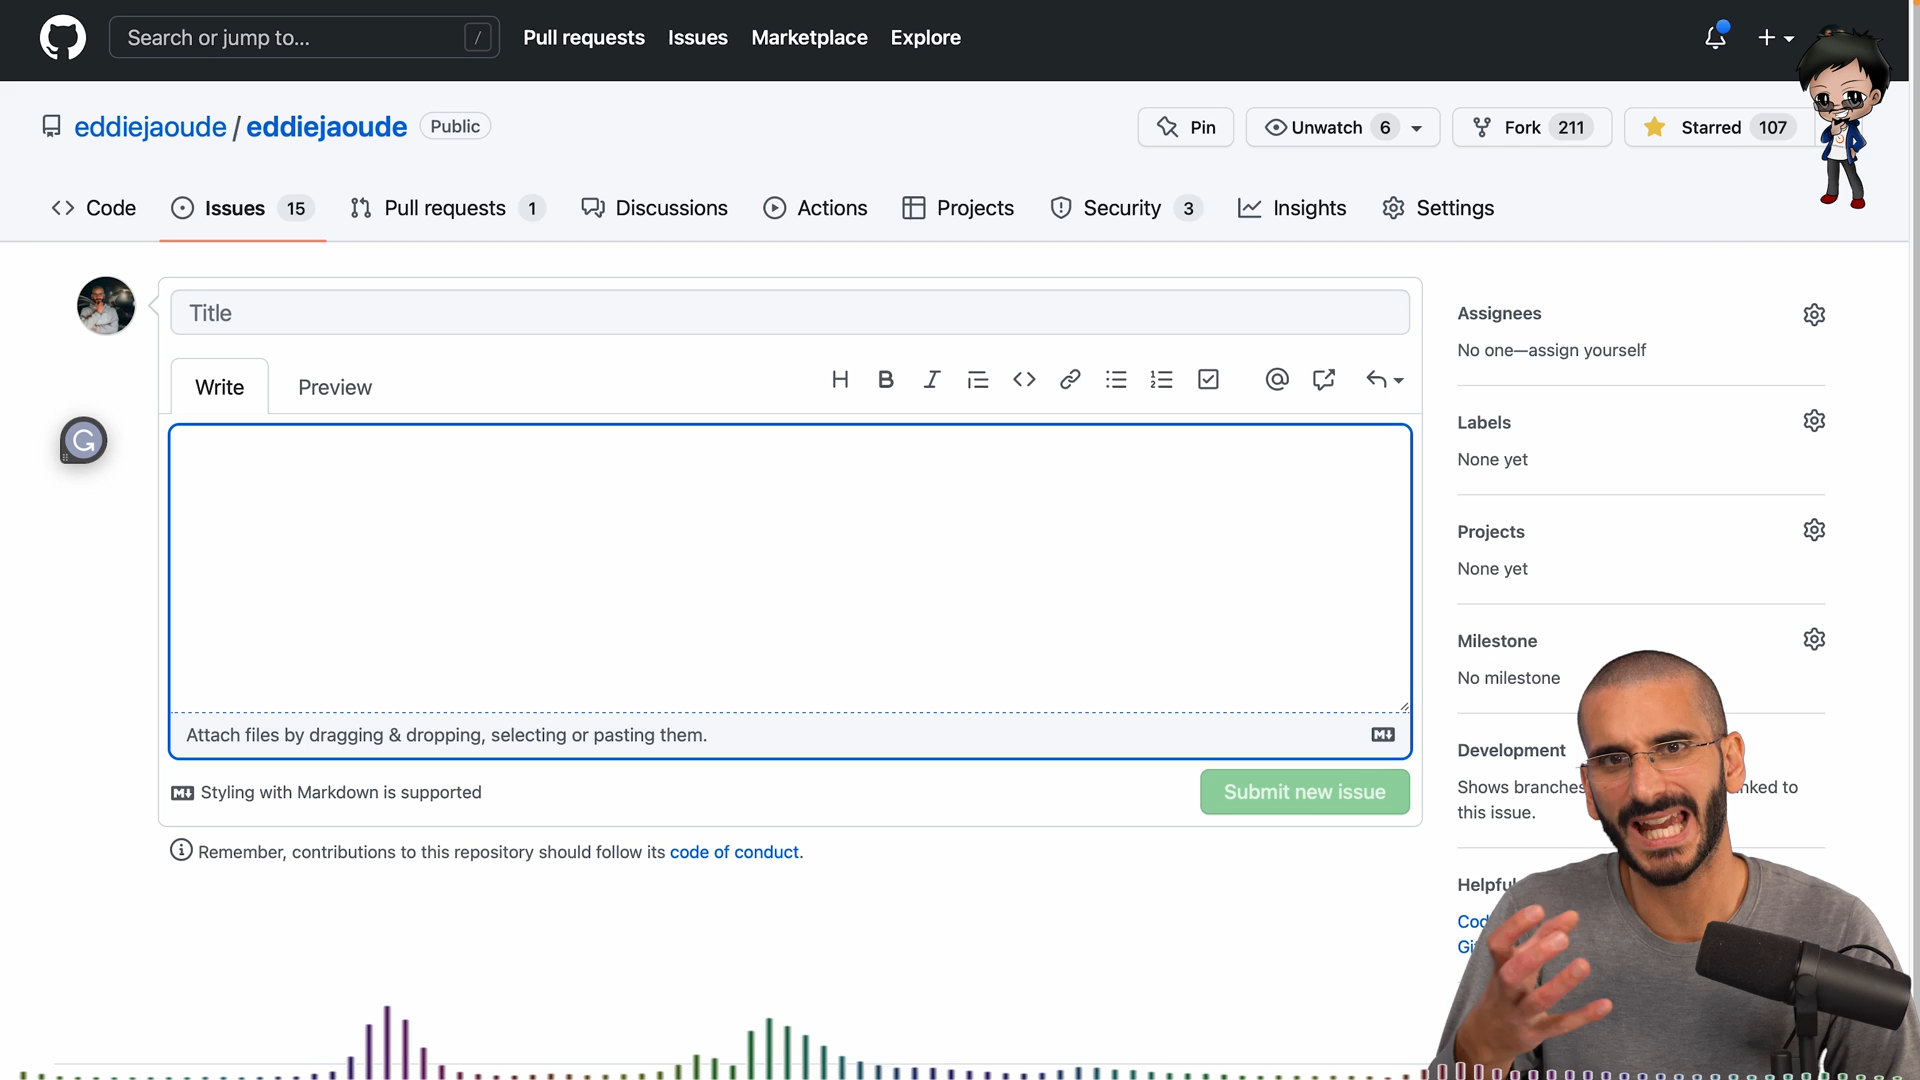 Search or jump to... /
Pull requests
Issues
Marketplace
Explore
eddiejaoude / eddiejaoude
Public
Pin
Unwatch 6
Fork 211
Starred 107
Code
Issues 15
Pull requests 1
Discussions
Actions
Projects
Security 3
Insights
Settings
Title
Write
Preview
Attach files by dragging & dropping, selecting or pasting them.
Styling with Markdown is supported
Submit new issue
Remember, contributions to this repository should follow its code of conduct.
Assignees
No one—assign yourself
Labels
None yet
Projects
None yet
Milestone
No milestone
Development
Shows branches
this issue.